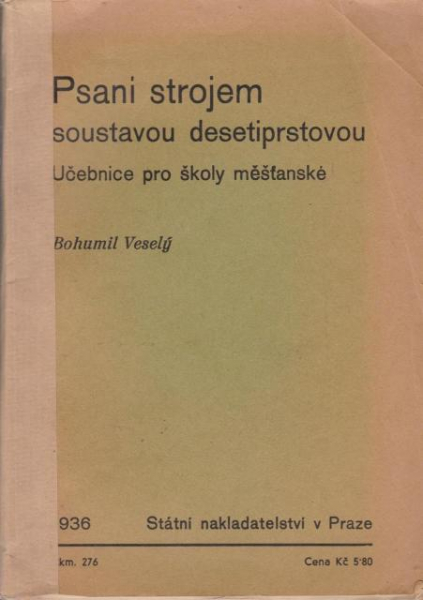 Psaní strojem
soustavou desetiprstovou
Učebnice pro školy měšťanské
Bohumil Veselý
936 Státní nakladatelství v Praze
km. 276 Cena Kč 5'80